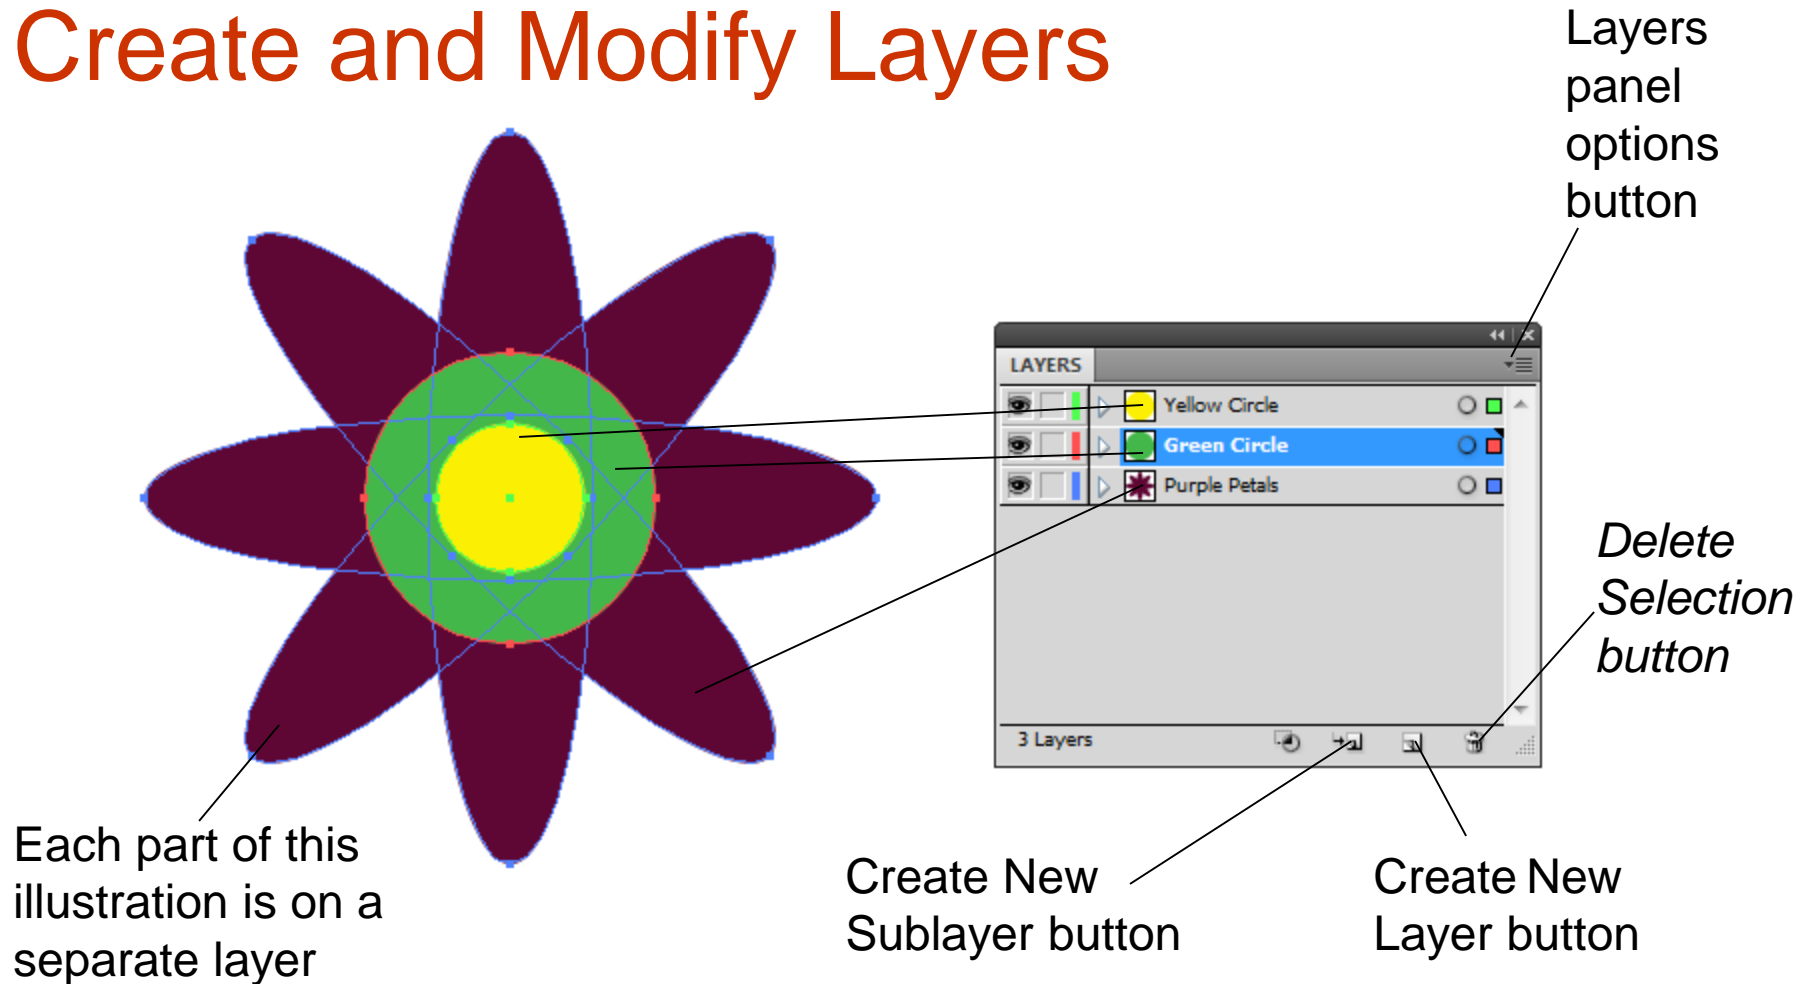 Create and Modify Layers
Layers
panel
options
button
LAYERS
Yellow Circle
Green Circle
Purple Petals
3 Layers
Delete
Selection
button
Each part of this
illustration is on a
separate layer
Create New
Sublayer button
Create New
Layer button